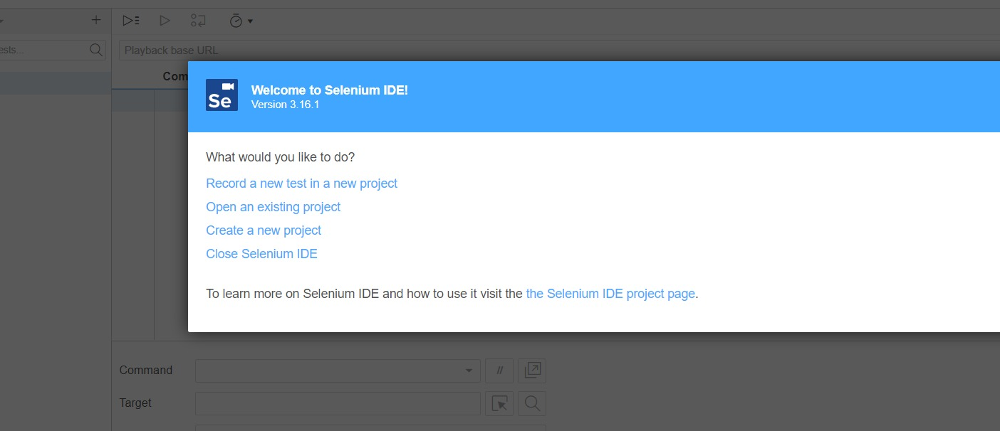 ests...
Playback base URL
Com
Se
Welcome to Selenium IDE!
Version 3.16.1
What would you like to do?
Record a new test in a new project
Open an existing project
Create a new project
Close Selenium IDE
To learn more on Selenium IDE and how to use it visit the the Selenium IDE project page.
Command
//
Target